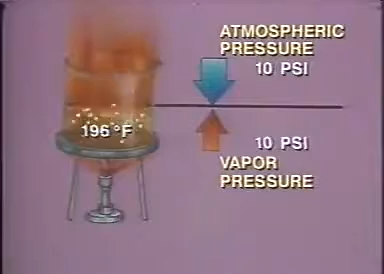 ATMOSPHERIC
PRESSURE
10 PSI
196°F
10 PSI
VAPOR
PRESSURE